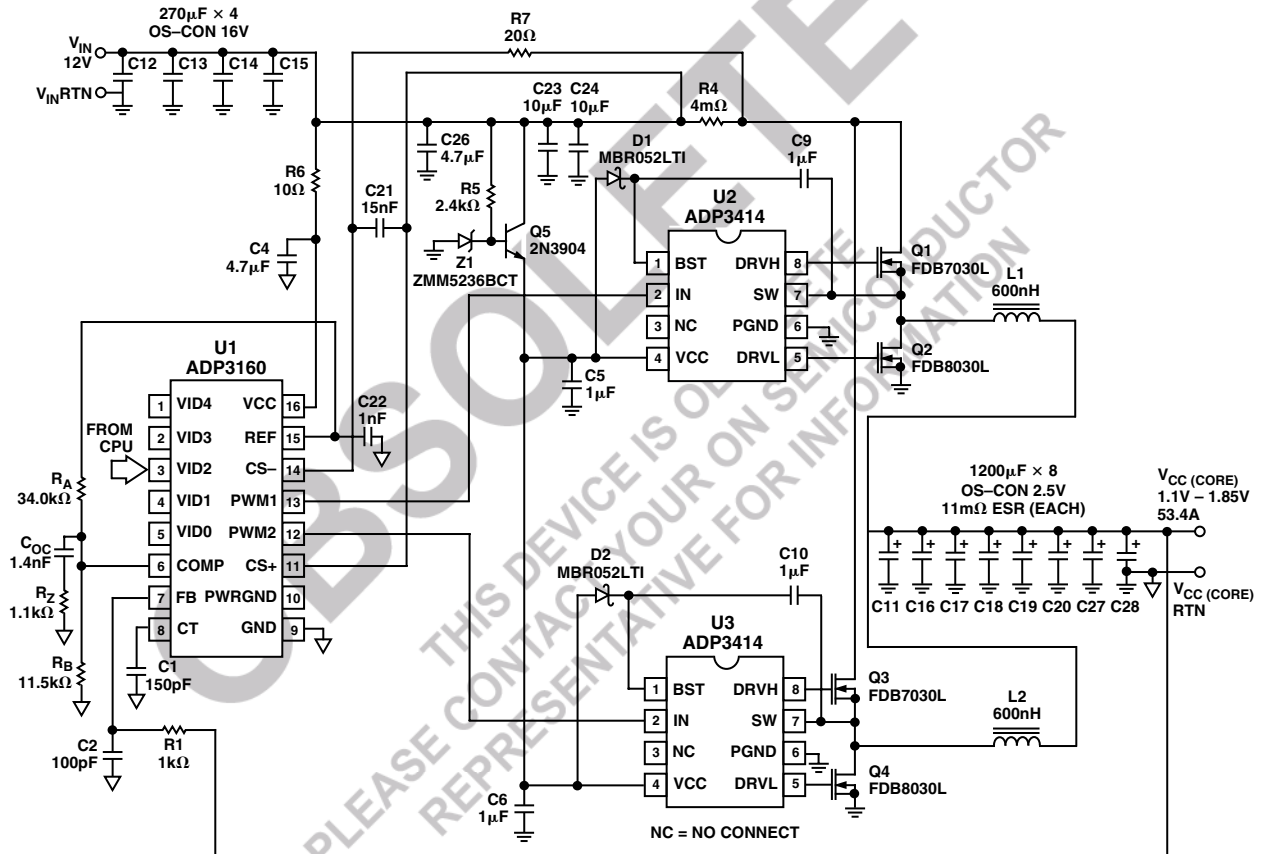 270μF × 4
OS–CON 16V
VIN
12V
VINRTN
C12
C13
C14
C15
R7
20Ω
C23
10μF
C24
10μF
R4
4mΩ
C26
4.7μF
D1
MBR052LTI
C9
1μF
R6
10Ω
C21
15nF
R5
2.4kΩ
Q5
2N3904
Z1
ZMM5236BCT
C4
4.7μF
U2
ADP3414
1 BST
2 IN
3 NC
4 VCC
DRVH 8
SW 7
PGND 6
DRVL 5
Q1
FDB7030L
Q2
FDB8030L
L1
600nH
C5
1μF
U1
ADP3160
1 VID4
2 VID3
3 VID2
4 VID1
5 VID0
6 COMP
7 FB
8 CT
VCC 16
REF 15
CS– 14
PWM1 13
PWM2 12
CS+ 11
PWRGND 10
GND 9
C22
1nF
FROM
CPU
RA
34.0kΩ
COC
1.4nF
RZ
1.1kΩ
RB
11.5kΩ
C1
150pF
C2
100pF
R1
1kΩ
1200μF × 8
OS–CON 2.5V
11mΩ ESR (EACH)
VCC (CORE)
1.1V – 1.85V
53.4A
VCC (CORE)
RTN
C11
C16
C17
C18
C19
C20
C27
C28
D2
MBR052LTI
C10
1μF
U3
ADP3414
1 BST
2 IN
3 NC
4 VCC
DRVH 8
SW 7
PGND 6
DRVL 5
Q3
FDB7030L
Q4
FDB8030L
L2
600nH
C6
1μF
NC = NO CONNECT
OBSOLETE
THIS DEVICE IS OBSOLETE
PLEASE CONTACT YOUR ON SEMICONDUCTOR
REPRESENTATIVE FOR INFORMATION